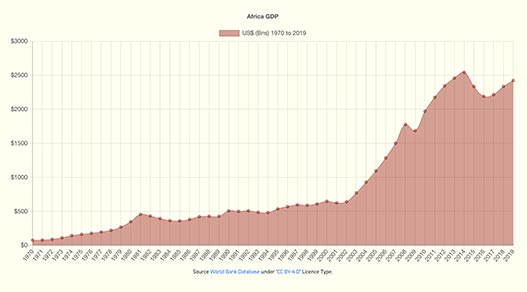 Africa GDP
US$ (Bns) 1970 to 2019
$3000
$2500
$2000
$1500
$1000
$500
$0
1970 1971 1972 1973 1974 1975 1976 1977 1978 1979 1980 1981 1982 1983 1984 1985 1986 1987 1988 1989 1990 1991 1992 1993 1994 1995 1996 1997 1998 1999 2000 2001 2002 2003 2004 2005 2006 2007 2008 2009 2010 2011 2012 2013 2014 2015 2016 2017 2018 2019
Source World Bank Database under "CC BY-4.0" Licence Type.